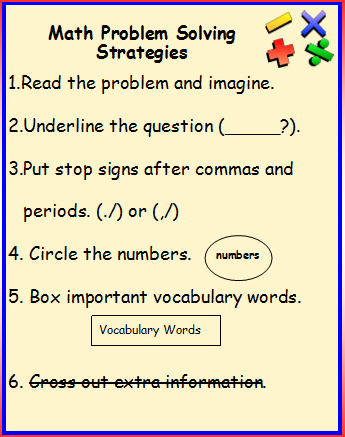 Math Problem Solving
Strategies
1.Read the problem and imagine.
2.Underline the question (_____?).
3.Put stop signs after commas and
periods. (./) or (,/)
4. Circle the numbers. numbers
5. Box important vocabulary words.
Vocabulary Words
6. Cross out extra information.